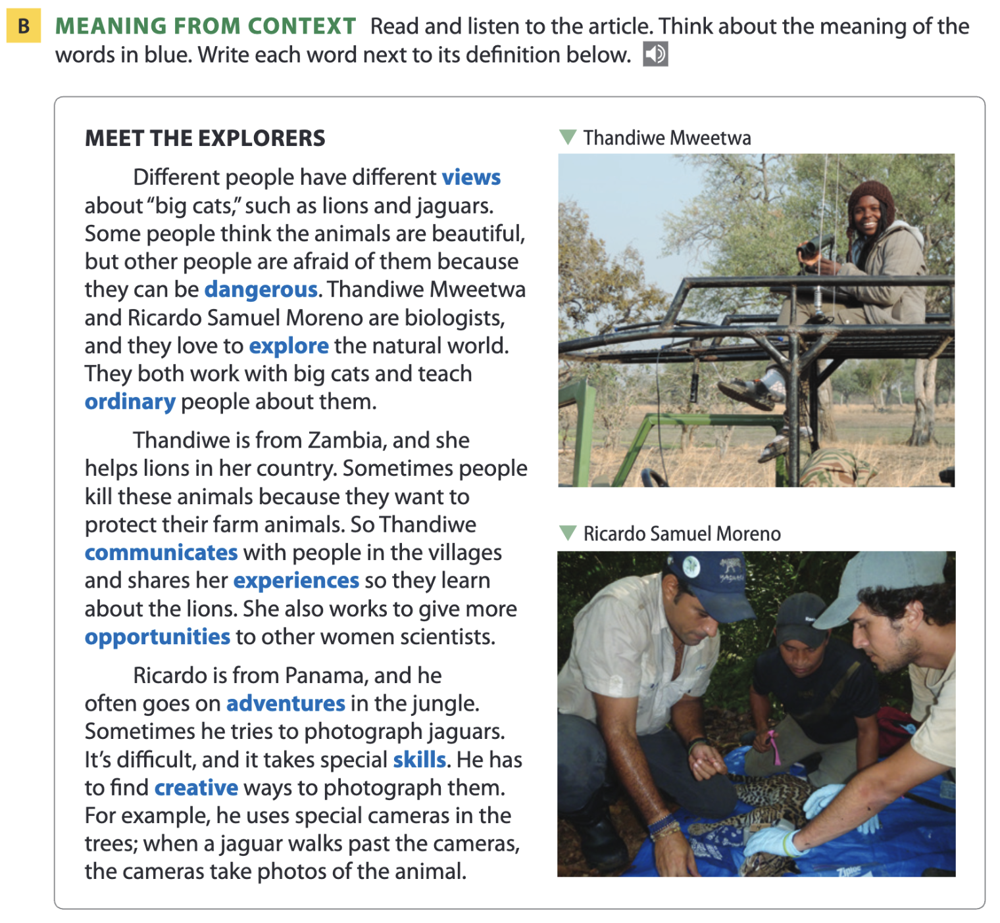 B MEANING FROM CONTEXT Read and listen to the article. Think about the meaning of the
words in blue. Write each word next to its definition below.
MEET THE EXPLORERS
Different people have different views
about “big cats,” such as lions and jaguars.
Some people think the animals are beautiful,
but other people are afraid of them because
they can be dangerous. Thandiwe Mweetwa
and Ricardo Samuel Moreno are biologists,
and they love to explore the natural world.
They both work with big cats and teach
ordinary people about them.
Thandiwe is from Zambia, and she
helps lions in her country. Sometimes people
kill these animals because they want to
protect their farm animals. So Thandiwe
communicates with people in the villages
and shares her experiences so they learn
about the lions. She also works to give more
opportunities to other women scientists.
Ricardo is from Panama, and he
often goes on adventures in the jungle.
Sometimes he tries to photograph jaguars.
It’s difficult, and it takes special skills. He has
to find creative ways to photograph them.
For example, he uses special cameras in the
trees; when a jaguar walks past the cameras,
the cameras take photos of the animal.
Thandiwe Mweetwa
Ricardo Samuel Moreno
Ziploc